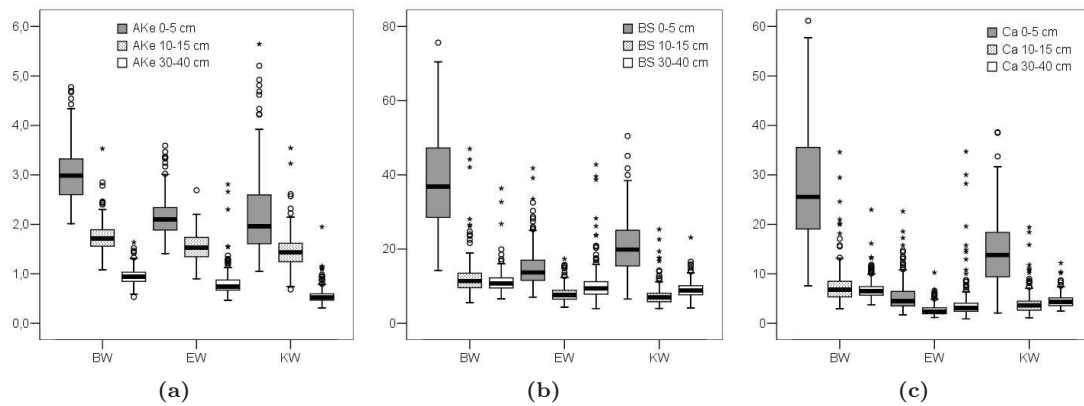 6,0
5,0
4,0
3,0
2,0
1,0
0,0
AKe 0-5 cm
AKe 10-15 cm
AKe 30-40 cm
BW
EW
KW
(a)
80
60
40
20
0
BS 0-5 cm
BS 10-15 cm
BS 30-40 cm
BW
EW
KW
(b)
60
50
40
30
20
10
0
Ca 0-5 cm
Ca 10-15 cm
Ca 30-40 cm
BW
EW
KW
(c)